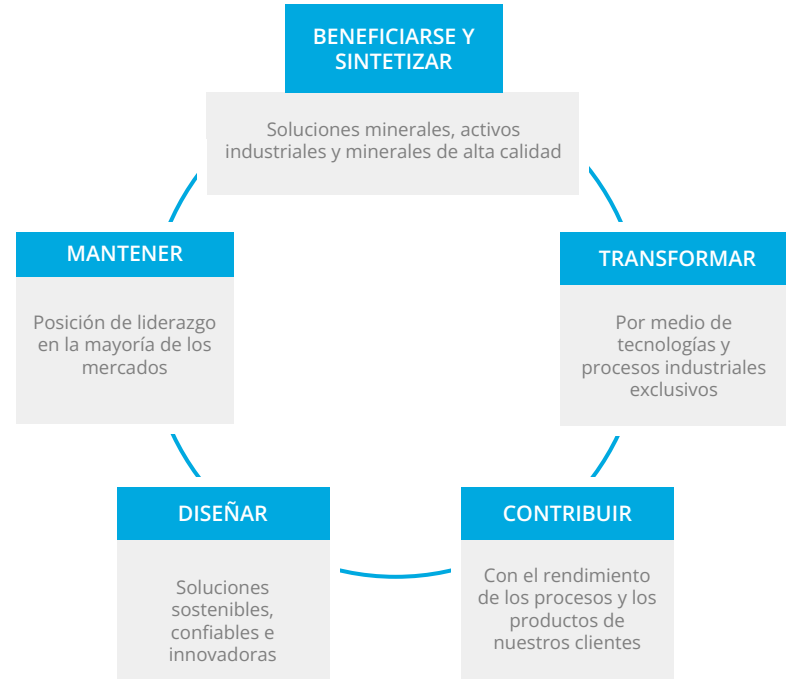 BENEFICIARSE Y
SINTETIZAR
Soluciones minerales, activos
industriales y minerales de alta calidad
MANTENER
Posición de liderazgo
en la mayoría de los
mercados
TRANSFORMAR
Por medio de
tecnologías y
procesos industriales
exclusivos
DISEÑAR
Soluciones
sostenibles,
confiables e
innovadoras
CONTRIBUIR
Con el rendimiento
de los procesos y los
productos de
nuestros clientes